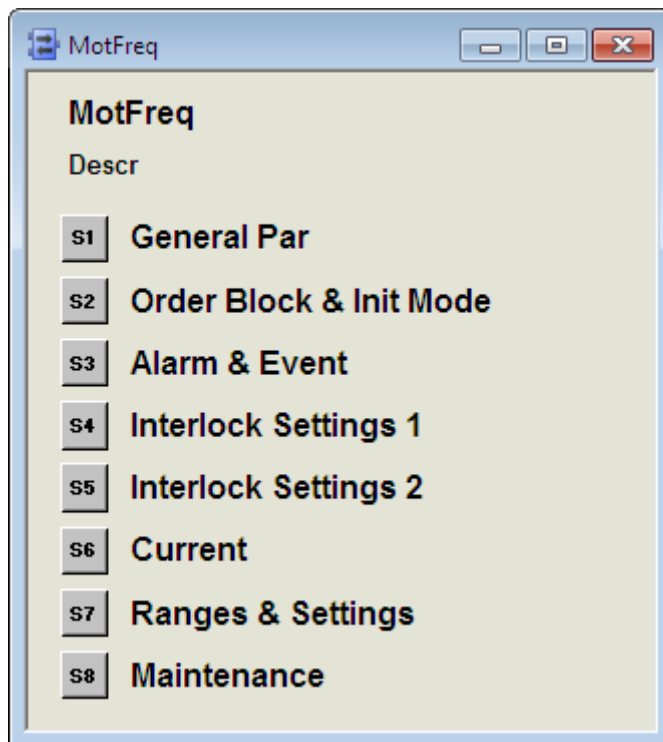 MotFreq
MotFreq
Descr
S1 General Par
S2 Order Block & Init Mode
S3 Alarm & Event
S4 Interlock Settings 1
S5 Interlock Settings 2
S6 Current
S7 Ranges & Settings
S8 Maintenance